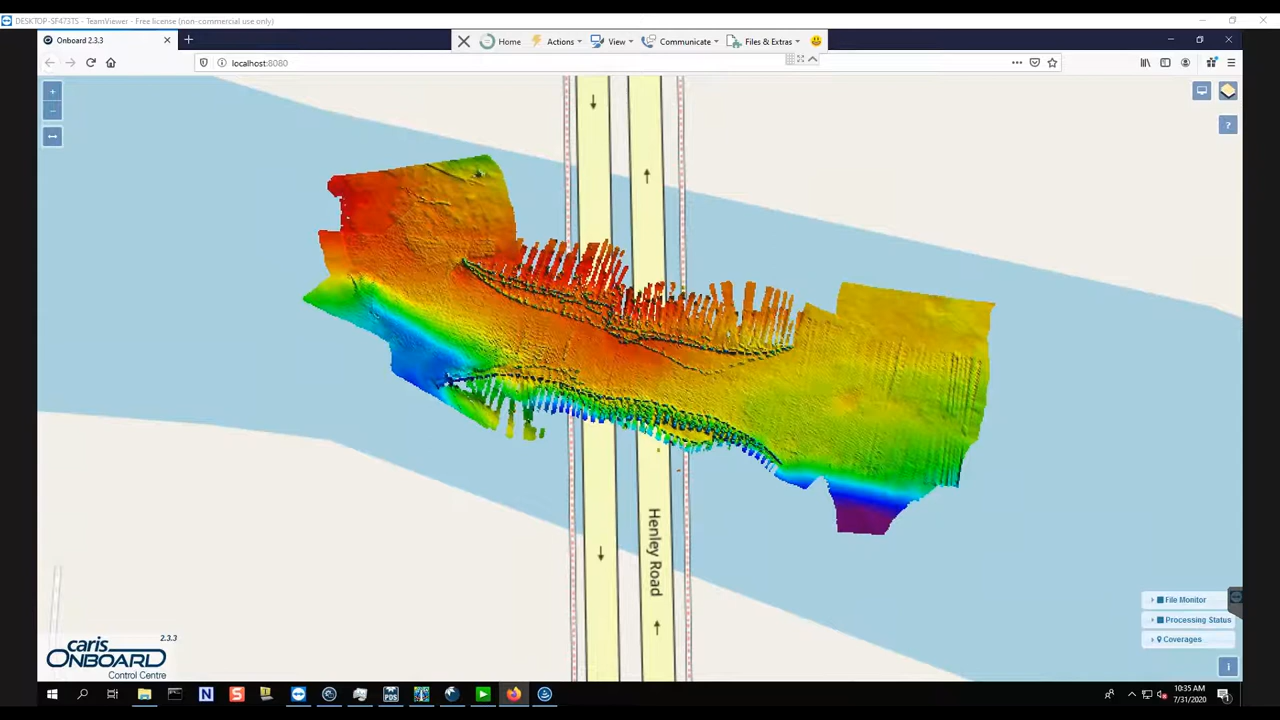 DESKTOP-SF473TS - TeamViewer - Free license (non-commercial use only)
Onboard 2.3.3
Home
Actions
View
Communicate
Files & Extras
localhost:8080
?
Henley Road
File Monitor
Processing Status
Coverages
2.3.3
caris
ONBOARD
Control Centre
i
N
S
PDS
10:35 AM
7/31/2020